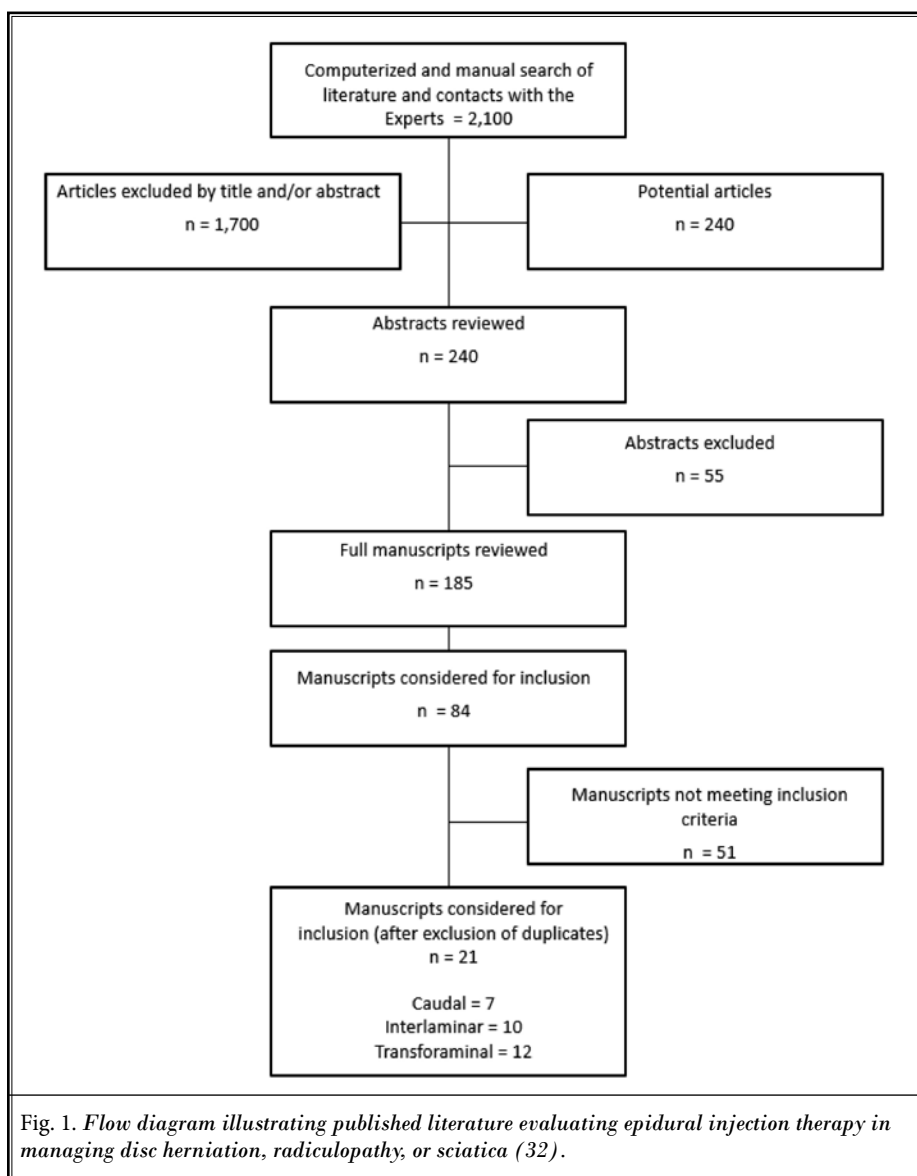 Computerized and manual search of
literature and contacts with the
Experts = 2,100
Articles excluded by title and/or abstract
n = 1,700
Potential articles
n = 240
Abstracts reviewed
n = 240
Abstracts excluded
n = 55
Full manuscripts reviewed
n = 185
Manuscripts considered for inclusion
n = 84
Manuscripts not meeting inclusion
criteria
n = 51
Manuscripts considered for
inclusion (after exclusion of duplicates)
n = 21
Caudal = 7
Interlaminar = 10
Transforaminal = 12
Fig. 1. Flow diagram illustrating published literature evaluating epidural injection therapy in
managing disc herniation, radiculopathy, or sciatica (32).